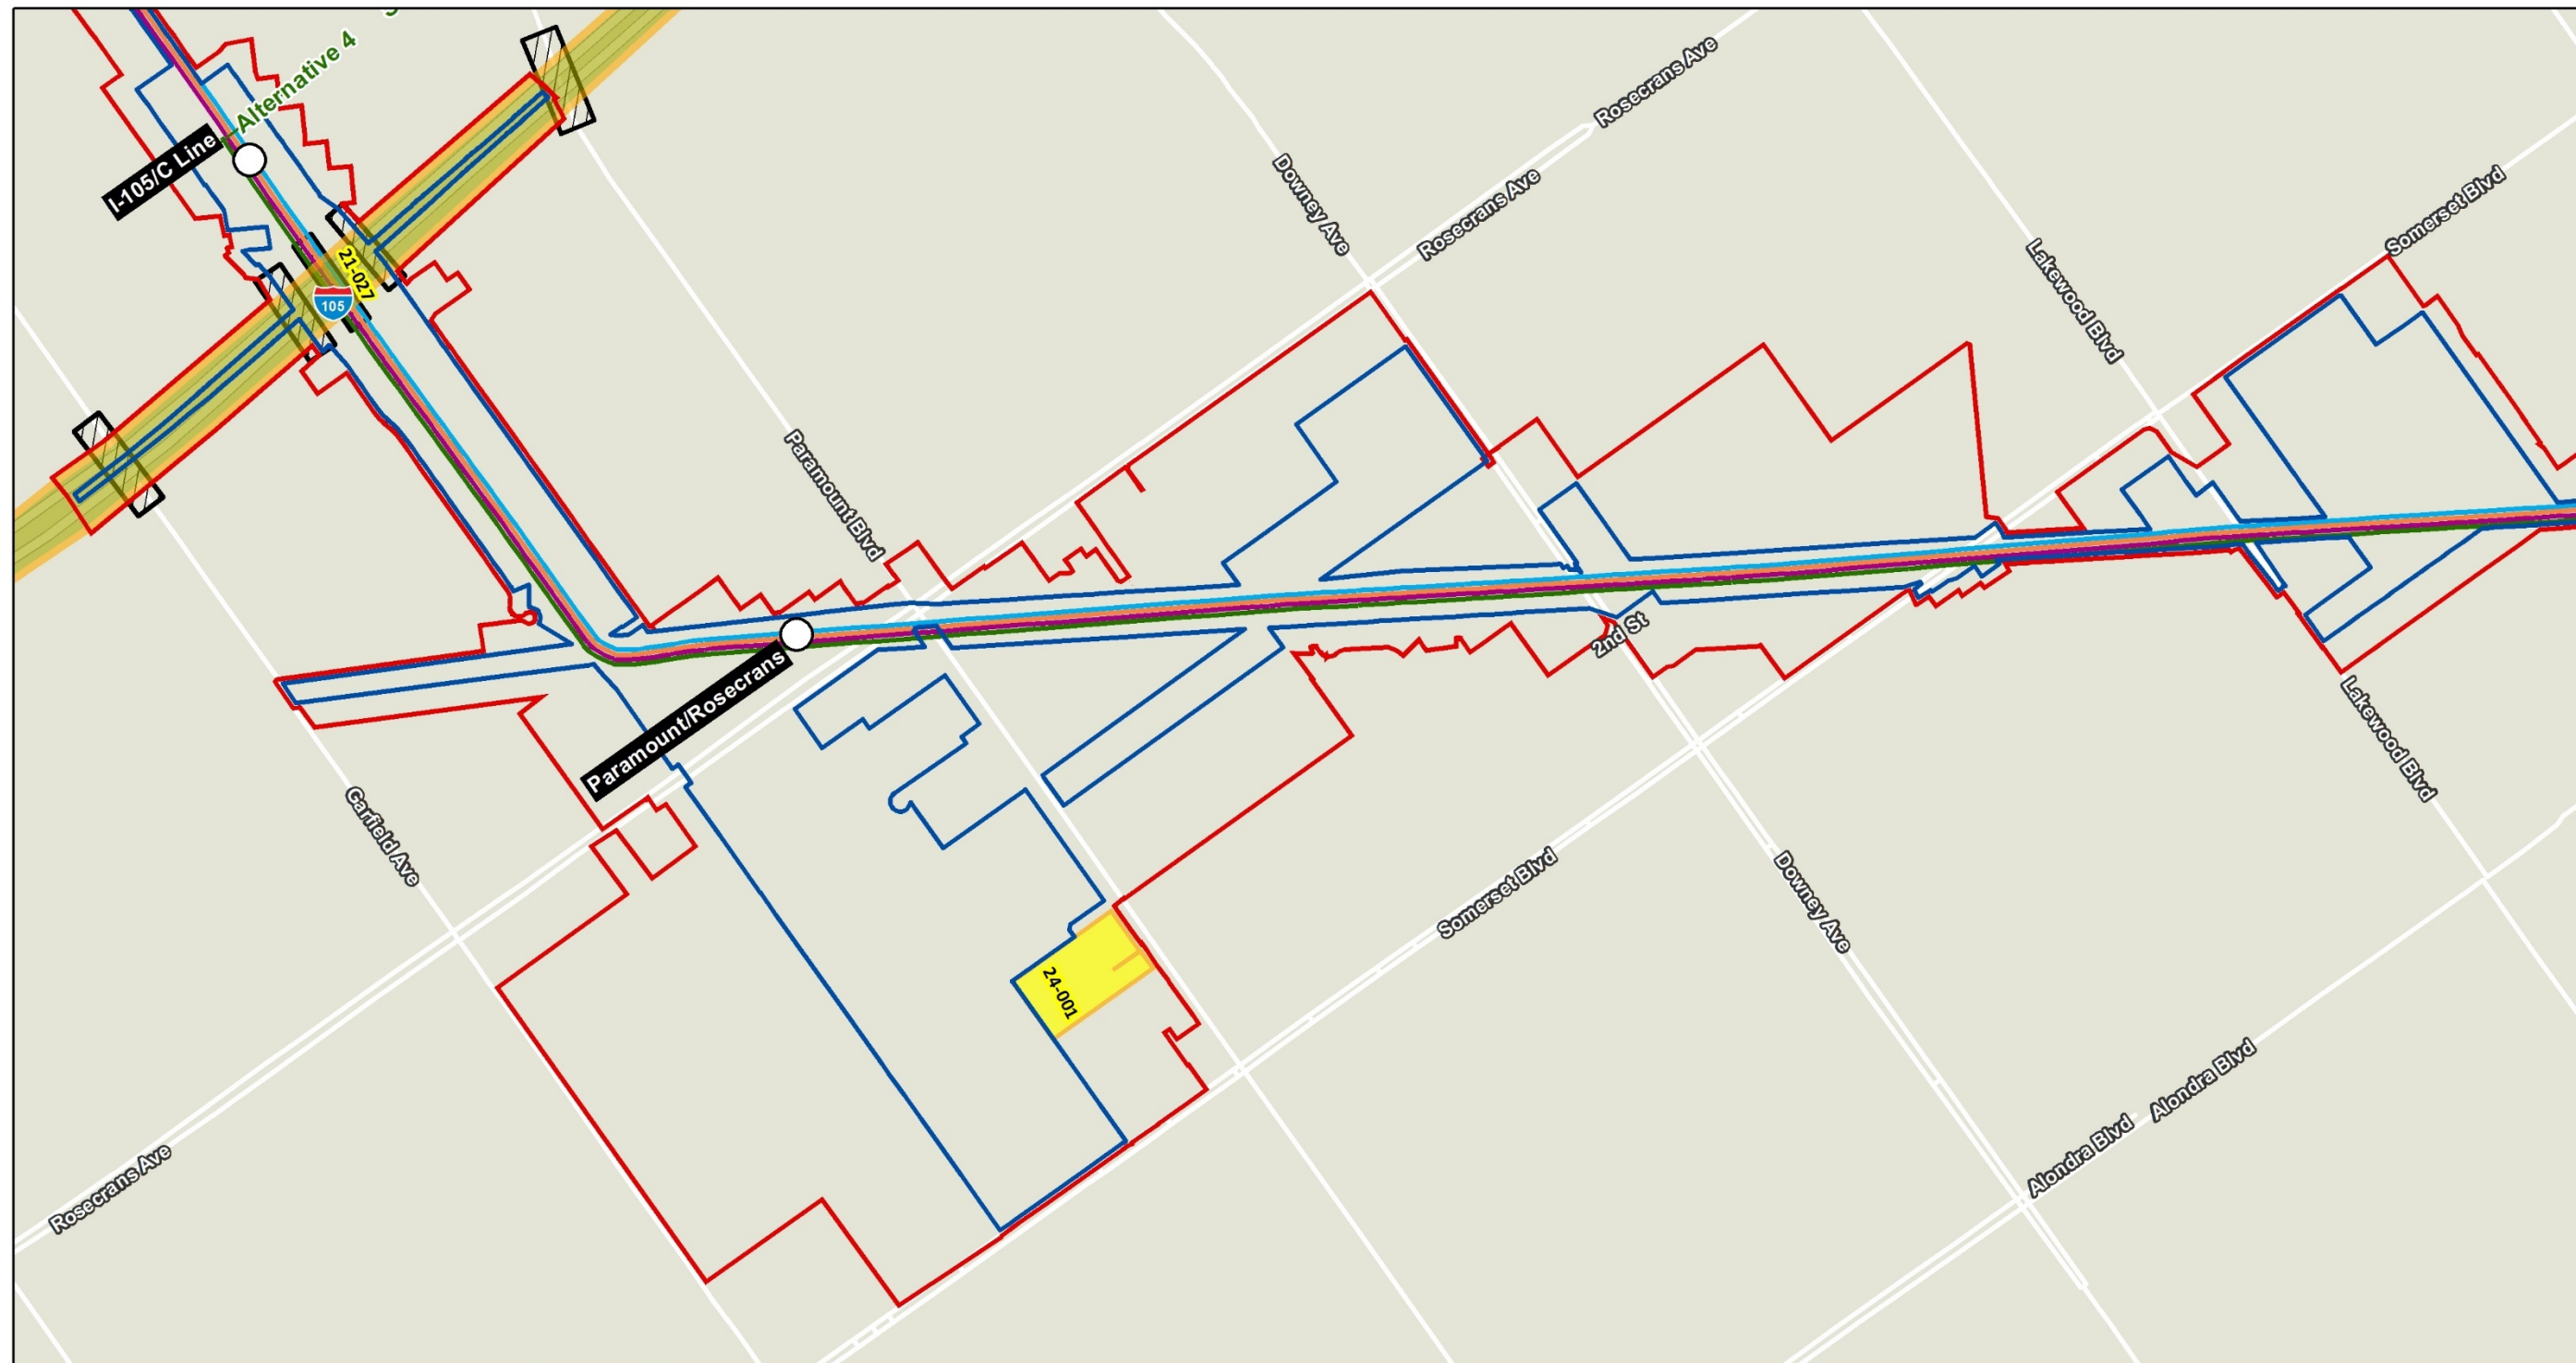 Alternative 4
I-105/C Line
21-027
105
Rosecrans Ave
Rosecrans Ave
Downey Ave
Somerset Blvd
Lakewood Blvd
Paramount Blvd
2nd St
Paramount/Rosecrans
Lakewood Blvd
Garfield Ave
Somerset Blvd
Downey Ave
24-001
Alondra Blvd
Alondra Blvd
Rosecrans Ave